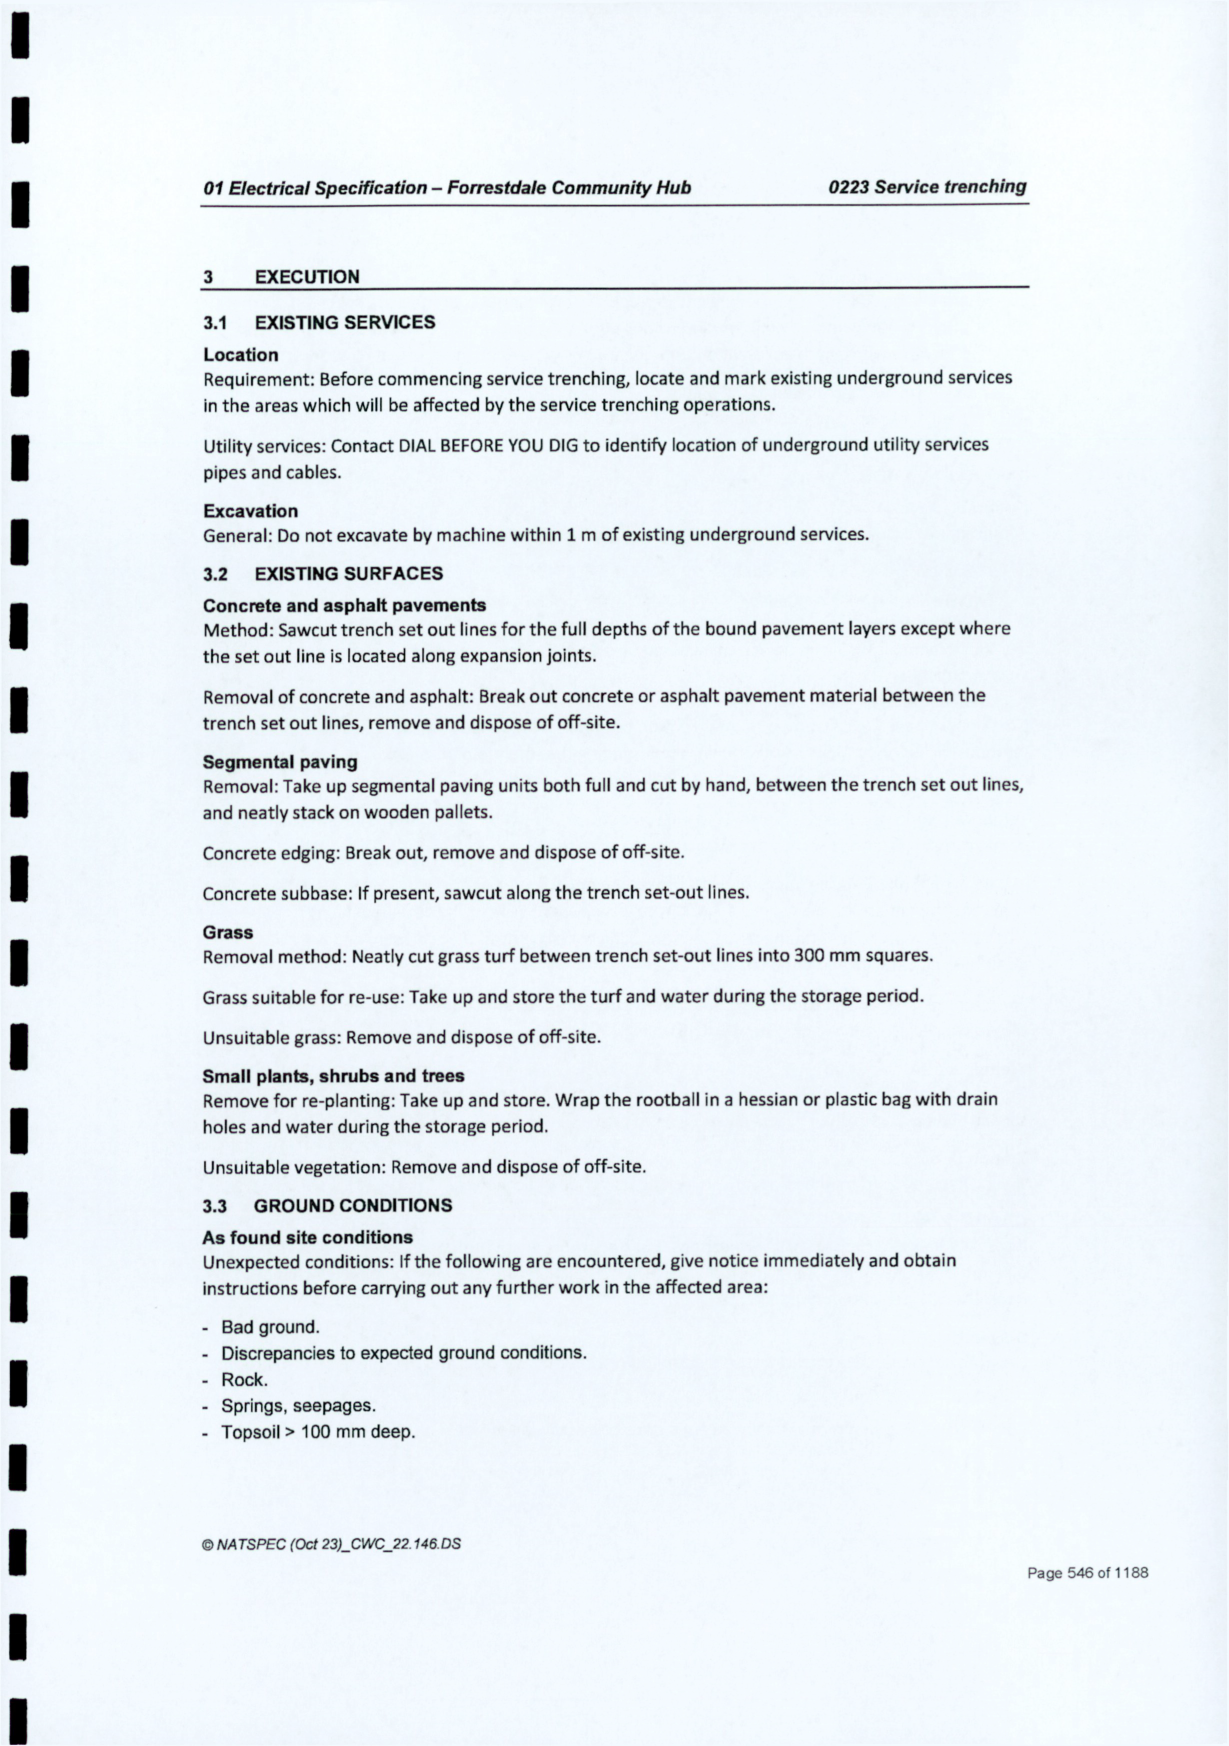 01 Electrical Specification – Forrestdale Community Hub 0223 Service trenching
3 EXECUTION
3.1 EXISTING SERVICES
Location
Requirement: Before commencing service trenching, locate and mark existing underground services
in the areas which will be affected by the service trenching operations.
Utility services: Contact DIAL BEFORE YOU DIG to identify location of underground utility services
pipes and cables.
Excavation
General: Do not excavate by machine within 1 m of existing underground services.
3.2 EXISTING SURFACES
Concrete and asphalt pavements
Method: Sawcut trench set out lines for the full depths of the bound pavement layers except where
the set out line is located along expansion joints.
Removal of concrete and asphalt: Break out concrete or asphalt pavement material between the
trench set out lines, remove and dispose of off-site.
Segmental paving
Removal: Take up segmental paving units both full and cut by hand, between the trench set out lines,
and neatly stack on wooden pallets.
Concrete edging: Break out, remove and dispose of off-site.
Concrete subbase: If present, sawcut along the trench set-out lines.
Grass
Removal method: Neatly cut grass turf between trench set-out lines into 300 mm squares.
Grass suitable for re-use: Take up and store the turf and water during the storage period.
Unsuitable grass: Remove and dispose of off-site.
Small plants, shrubs and trees
Remove for re-planting: Take up and store. Wrap the rootball in a hessian or plastic bag with drain
holes and water during the storage period.
Unsuitable vegetation: Remove and dispose of off-site.
3.3 GROUND CONDITIONS
As found site conditions
Unexpected conditions: If the following are encountered, give notice immediately and obtain
instructions before carrying out any further work in the affected area:
- Bad ground.
- Discrepancies to expected ground conditions.
- Rock.
- Springs, seepages.
- Topsoil > 100 mm deep.
© NATSPEC (Oct 23)_CWC_22.146.DS
Page 546 of 1188